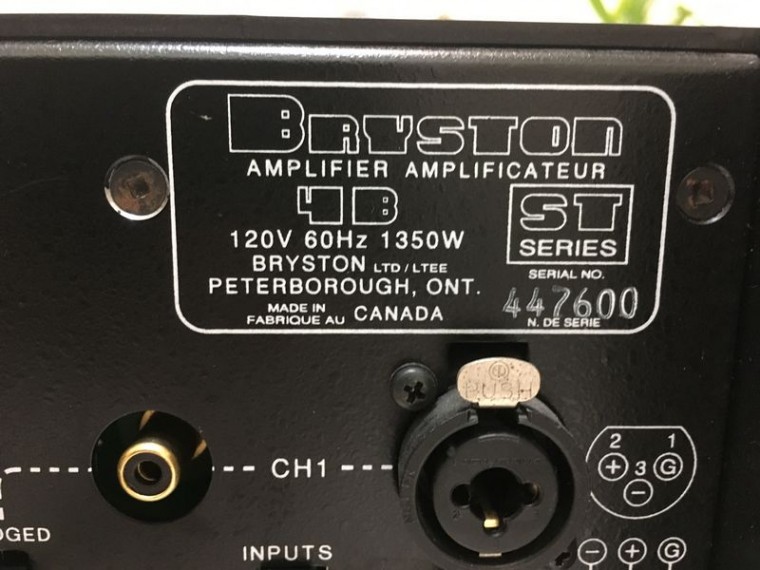 BRYSTON
AMPLIFIER AMPLIFICATEUR
4B
ST
SERIES
120V 60Hz 1350W
BRYSTON LTD/LTEE
PETERBOROUGH, ONT.
MADE IN
FABRIQUE AU CANADA
SERIAL NO.
447600
N. DE SERIE
PUSH
2 1
+ 3 G
−
CH1
DGED
INPUTS
− + G